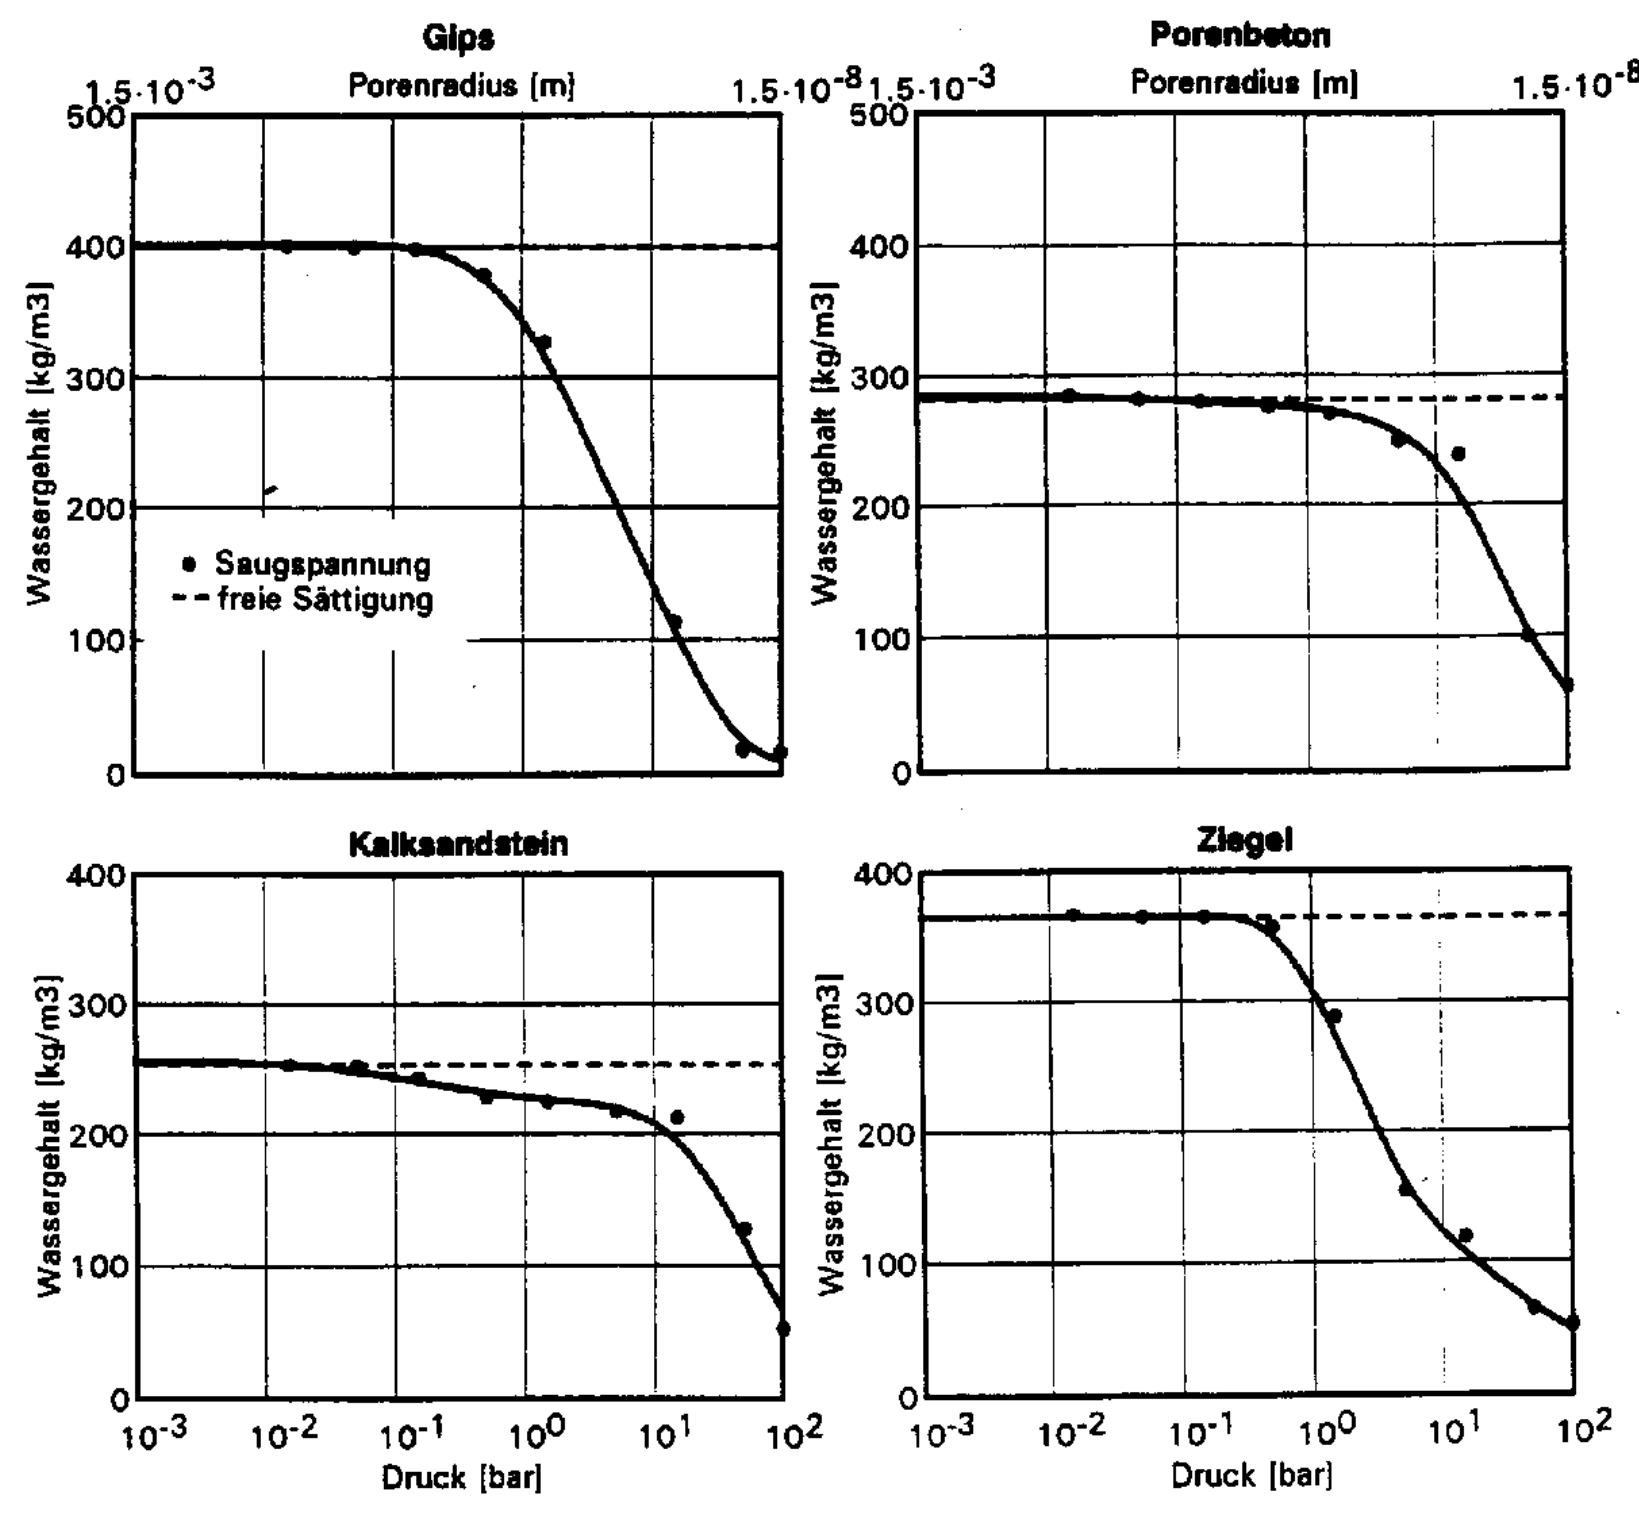 Gips
Porenradius [m]
1.5·10-3
1.5·10-8
500
400
300
200
100
0
Wassergehalt [kg/m3]
Saugspannung
freie Sättigung
Porenbeton
Porenradius [m]
1.5·10-3
1.5·10-8
500
400
300
200
100
0
Wassergehalt [kg/m3]
Kalksandstein
400
300
200
100
0
Wassergehalt [kg/m3]
10-3 10-2 10-1 100 101 102
Druck [bar]
Ziegel
400
300
200
100
0
Wassergehalt [kg/m3]
10-3 10-2 10-1 100 101 102
Druck [bar]